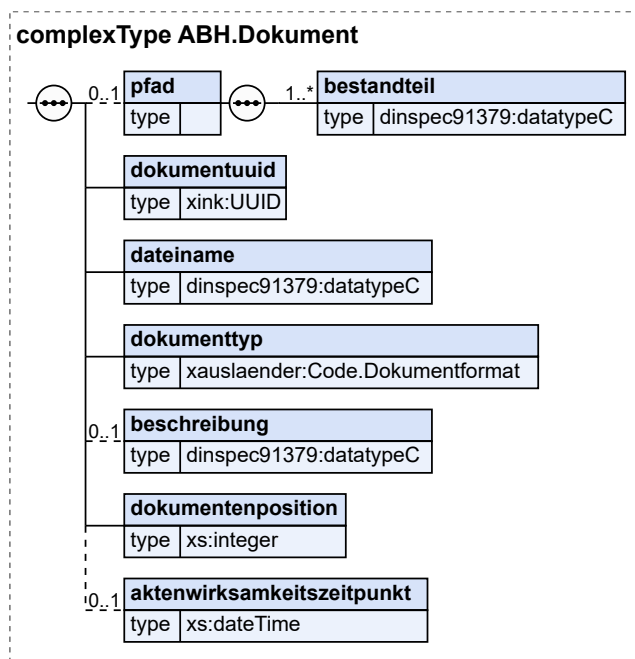 complexType ABH.Dokument
0..1 pfad 1..* bestandteil
type type dinspec91379:datatypeC
dokumentuuid
type xink:UUID
dateiname
type dinspec91379:datatypeC
dokumenttyp
type xauslaender:Code.Dokumentformat
0..1 beschreibung
type dinspec91379:datatypeC
dokumentenposition
type xs:integer
0..1 aktenwirksamkeitszeitpunkt
type xs:dateTime